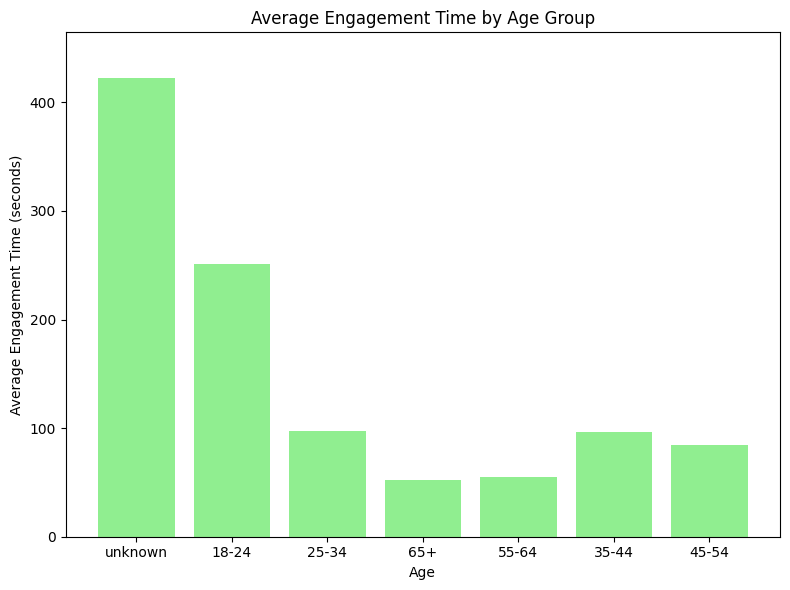 Average Engagement Time by Age Group
Average Engagement Time (seconds)
400
300
200
100
0
unknown 18-24 25-34 65+ 55-64 35-44 45-54
Age